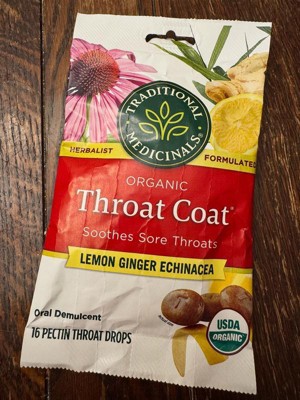 TRADITIONAL
MEDICINALS®
HERBALIST
FORMULATED
ORGANIC
Throat Coat®
Soothes Sore Throats
LEMON GINGER ECHINACEA
Oral Demulcent
16 PECTIN THROAT DROPS
USDA
ORGANIC